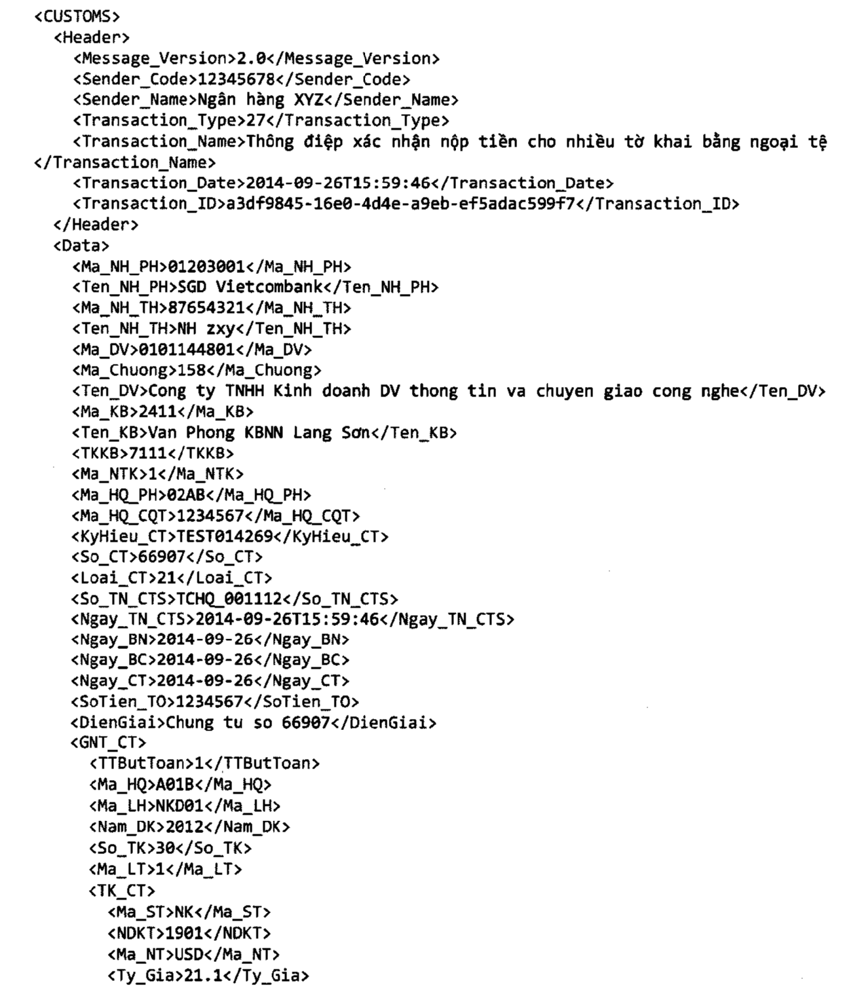 <CUSTOMS>
<Header>
<Message_Version>2.0</Message_Version>
<Sender_Code>12345678</Sender_Code>
<Sender_Name>Ngân hàng XYZ</Sender_Name>
<Transaction_Type>27</Transaction_Type>
<Transaction_Name>Thông điệp xác nhận nộp tiền cho nhiều tờ khai bằng ngoại tệ
</Transaction_Name>
<Transaction_Date>2014-09-26T15:59:46</Transaction_Date>
<Transaction_ID>a3df9845-16e0-4d4e-a9eb-ef5adac599f7</Transaction_ID>
</Header>
<Data>
<Ma_NH_PH>01203001</Ma_NH_PH>
<Ten_NH_PH>SGD Vietcombank</Ten_NH_PH>
<Ma_NH_TH>87654321</Ma_NH_TH>
<Ten_NH_TH>NH zxy</Ten_NH_TH>
<Ma_DV>0101144801</Ma_DV>
<Ma_Chuong>158</Ma_Chuong>
<Ten_DV>Cong ty TNHH Kinh doanh DV thong tin va chuyen giao cong nghe</Ten_DV>
<Ma_KB>2411</Ma_KB>
<Ten_KB>Van Phong KBNN Lang Sơn</Ten_KB>
<TKKB>7111</TKKB>
<Ma_NTK>1</Ma_NTK>
<Ma_HQ_PH>02AB</Ma_HQ_PH>
<Ma_HQ_CQT>1234567</Ma_HQ_CQT>
<KyHieu_CT>TEST014269</KyHieu_CT>
<So_CT>66907</So_CT>
<Loai_CT>21</Loai_CT>
<So_TN_CTS>TCHQ_001112</So_TN_CTS>
<Ngay_TN_CTS>2014-09-26T15:59:46</Ngay_TN_CTS>
<Ngay_BN>2014-09-26</Ngay_BN>
<Ngay_BC>2014-09-26</Ngay_BC>
<Ngay_CT>2014-09-26</Ngay_CT>
<SoTien_TO>1234567</SoTien_TO>
<DienGiai>Chung tu so 66907</DienGiai>
<GNT_CT>
<TTButToan>1</TTButToan>
<Ma_HQ>A01B</Ma_HQ>
<Ma_LH>NKD01</Ma_LH>
<Nam_DK>2012</Nam_DK>
<So_TK>30</So_TK>
<Ma_LT>1</Ma_LT>
<TK_CT>
<Ma_ST>NK</Ma_ST>
<NDKT>1901</NDKT>
<Ma_NT>USD</Ma_NT>
<Ty_Gia>21.1</Ty_Gia>